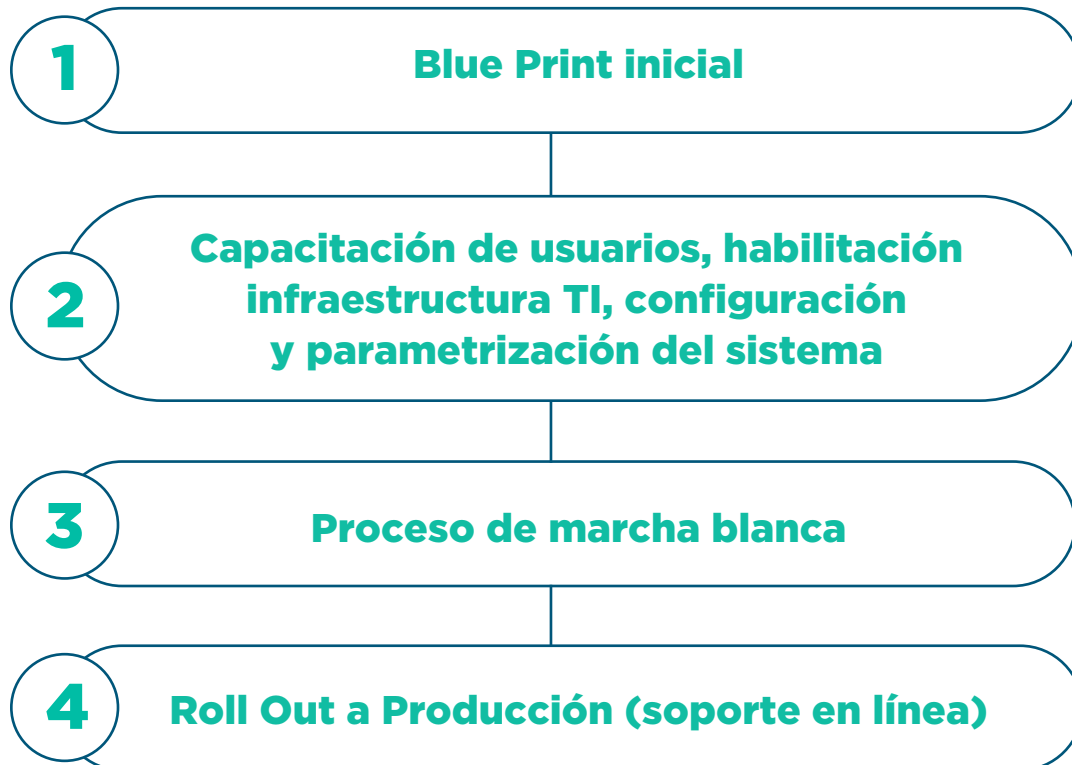 1
Blue Print inicial
2
Capacitación de usuarios, habilitación
infraestructura TI, configuración
y parametrización del sistema
3
Proceso de marcha blanca
4
Roll Out a Producción (soporte en línea)